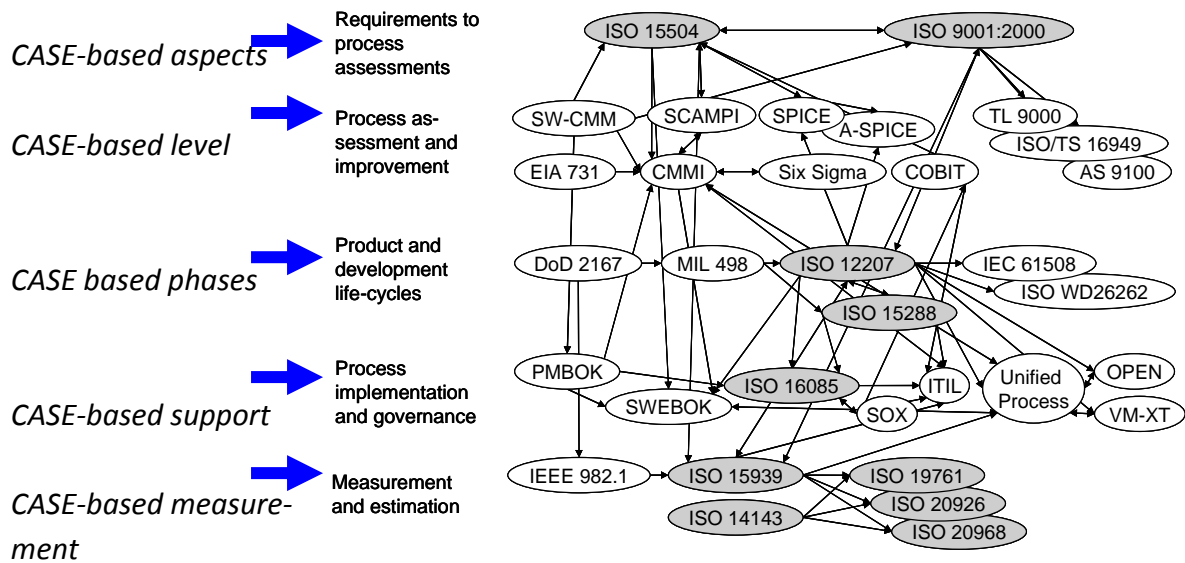 CASE-based aspects
Requirements to
process
assessments
ISO 15504
ISO 9001:2000
CASE-based level
Process as-
sessment and
improvement
SW-CMM
SCAMPI
SPICE
A-SPICE
TL 9000
ISO/TS 16949
AS 9100
EIA 731
CMMI
Six Sigma
COBIT
CASE based phases
Product and
development
life-cycles
DoD 2167
MIL 498
ISO 12207
IEC 61508
ISO WD26262
ISO 15288
CASE-based support
Process
implementation
and governance
PMBOK
ISO 16085
ITIL
Unified
Process
OPEN
SWEBOK
SOX
VM-XT
CASE-based measure-
ment
Measurement
and estimation
IEEE 982.1
ISO 15939
ISO 19761
ISO 20926
ISO 14143
ISO 20968